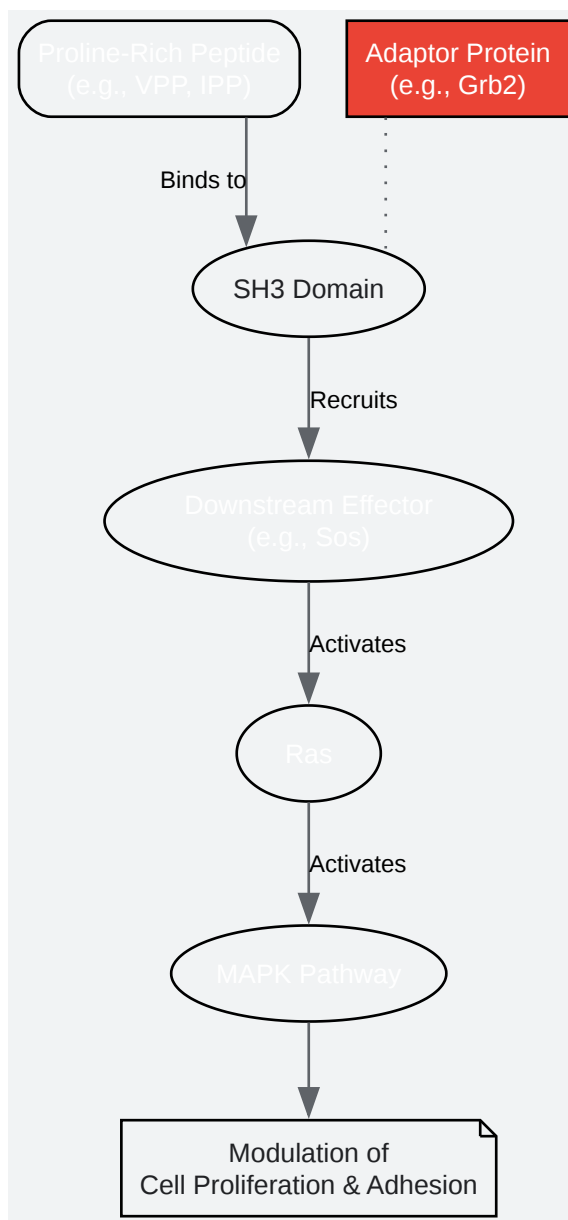 Proline-Rich Peptide
(e.g., VPP, IPP)
Adaptor Protein
(e.g., Grb2)
Binds to
SH3 Domain
Recruits
Downstream Effector
(e.g., Sos)
Activates
Ras
Activates
MAPK Pathway
Modulation of
Cell Proliferation & Adhesion